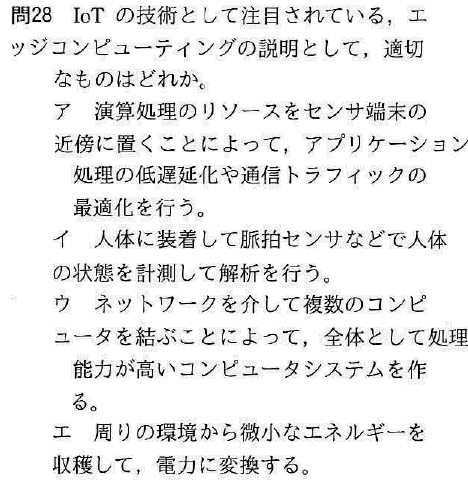 問28　IoT の技術として注目されている，エ
ッジコンピューティングの説明として，適切
なものはどれか。
ア　演算処理のリソースをセンサ端末の
近傍に置くことによって，アプリケーション
処理の低遅延化や通信トラフィックの
最適化を行う。
イ　人体に装着して脈拍センサなどで人体
の状態を計測して解析を行う。
ウ　ネットワークを介して複数のコンピ
ュータを結ぶことによって，全体として処理
能力が高いコンピュータシステムを作
る。
エ　周りの環境から微小なエネルギーを
収穫して，電力に変換する。